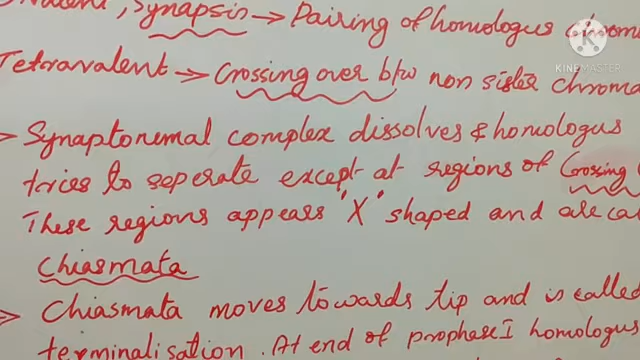 Synapsis → Pairing of homologus
Tetravalent → Crossing over b/w non sister
KINEMASTER
→ Synaptonemal complex dissolves & homologus
tries to seperate except at regions of Crossing
These regions appears "X" shaped and are
Chiasmata
→ Chiasmata moves towards tip and is called
terminalisation. At end of prophase I homologus